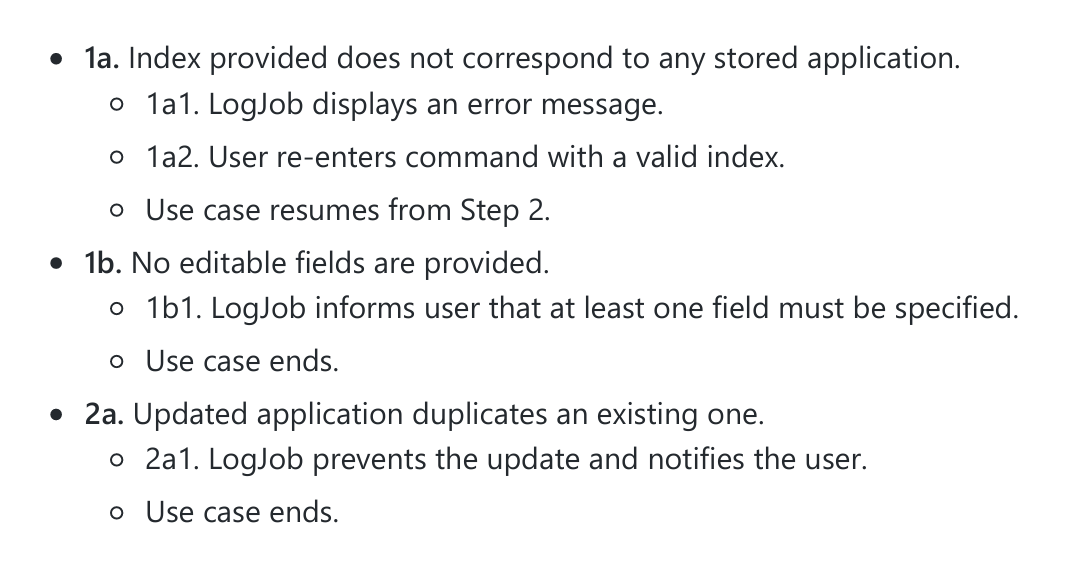 • 1a. Index provided does not correspond to any stored application.
◦ 1a1. LogJob displays an error message.
◦ 1a2. User re-enters command with a valid index.
◦ Use case resumes from Step 2.
• 1b. No editable fields are provided.
◦ 1b1. LogJob informs user that at least one field must be specified.
◦ Use case ends.
• 2a. Updated application duplicates an existing one.
◦ 2a1. LogJob prevents the update and notifies the user.
◦ Use case ends.